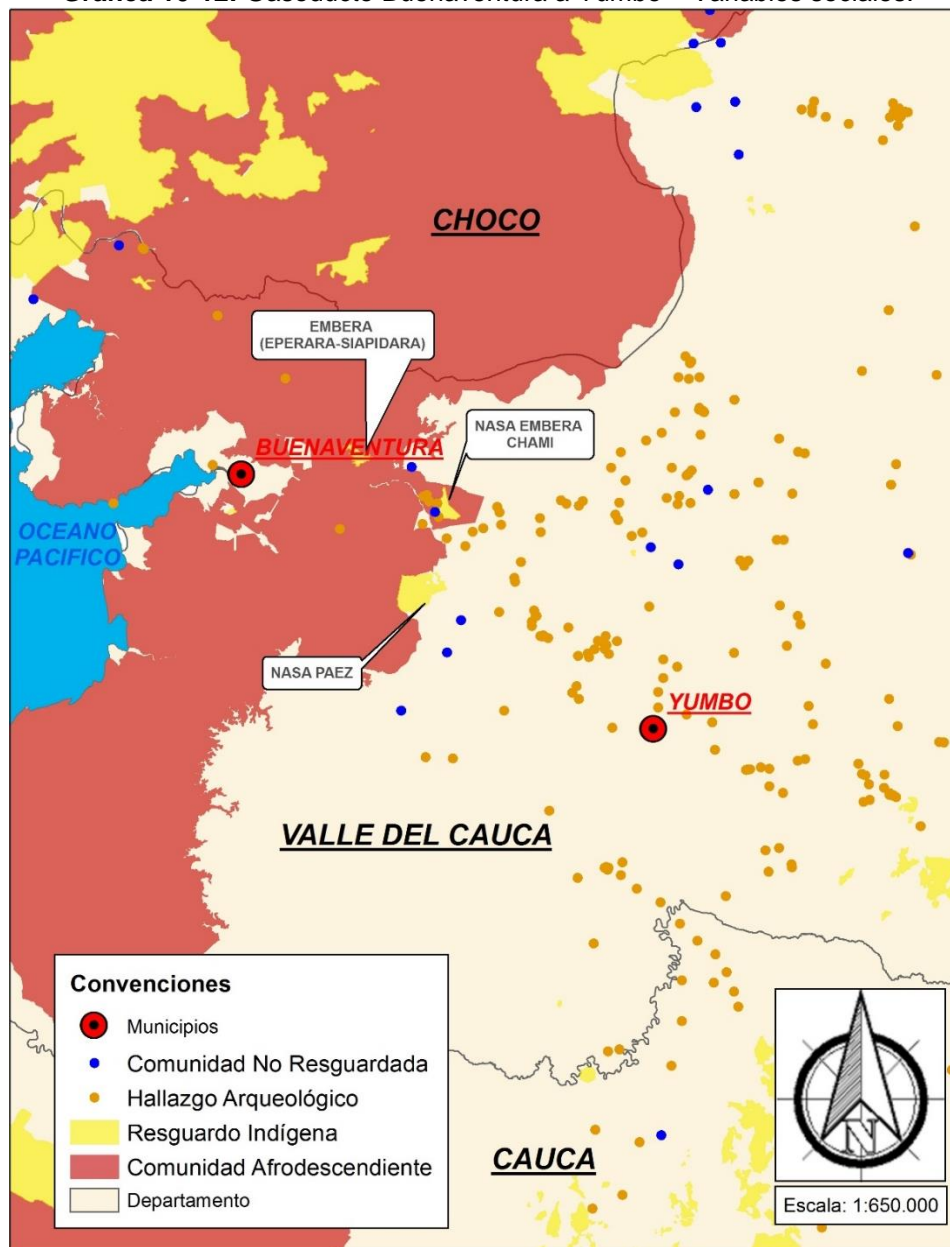 Gráfica 10-12. Gasoducto Buenaventura a Yumbo – Variables sociales.
CHOCO
EMBERA
(EPERARA-SIAPIDARA)
NASA EMBERA
CHAMI
BUENAVENTURA
OCEANO
PACIFICO
NASA PAEZ
YUMBO
VALLE DEL CAUCA
Convenciones
Municipios
Comunidad No Resguardada
Hallazgo Arqueológico
Resguardo Indígena
Comunidad Afrodescendiente
Departamento
CAUCA
N
Escala: 1:650.000